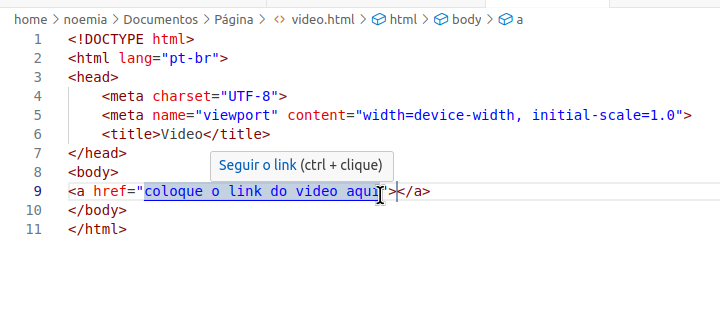 home > noemia > Documentos > Página > <> video.html > html > body > a
1 <!DOCTYPE html>
2 <html lang="pt-br">
3 <head>
4 <meta charset="UTF-8">
5 <meta name="viewport" content="width=device-width, initial-scale=1.0">
6 <title>Video</title>
7 </head>
Seguir o link (ctrl + clique)
8 <body>
9 <a href="coloque o link do video aqui"></a>
10 </body>
11 </html>